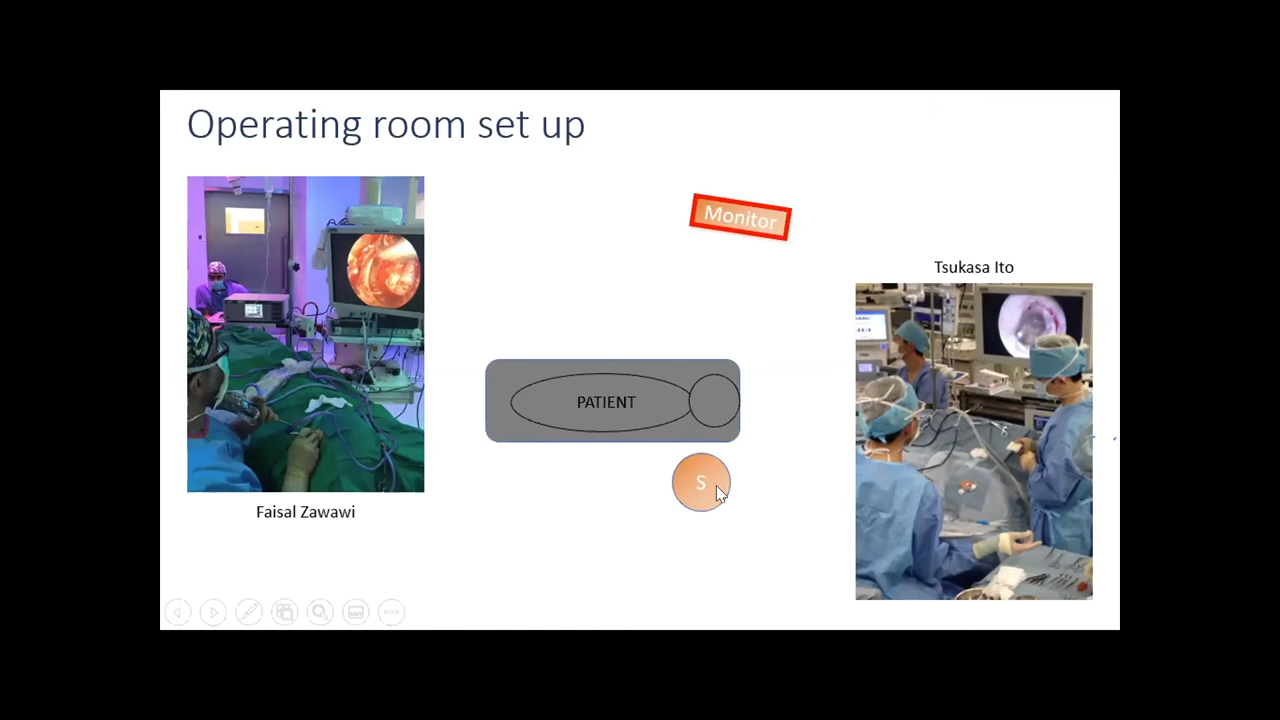 Operating room set up
Monitor
Tsukasa Ito
PATIENT
S
Faisal Zawawi